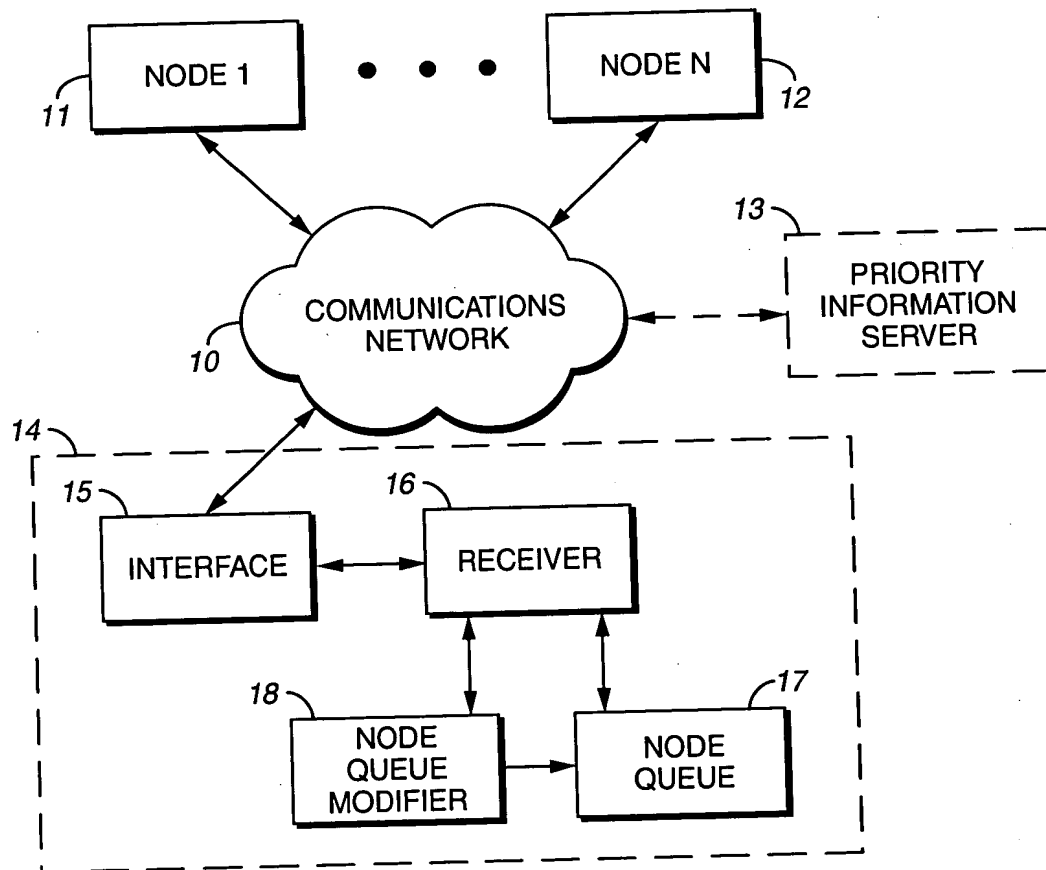 NODE 1
NODE N
11
12
13
PRIORITY
INFORMATION
SERVER
COMMUNICATIONS
NETWORK
10
14
15
16
INTERFACE
RECEIVER
18
17
NODE
QUEUE
MODIFIER
NODE
QUEUE